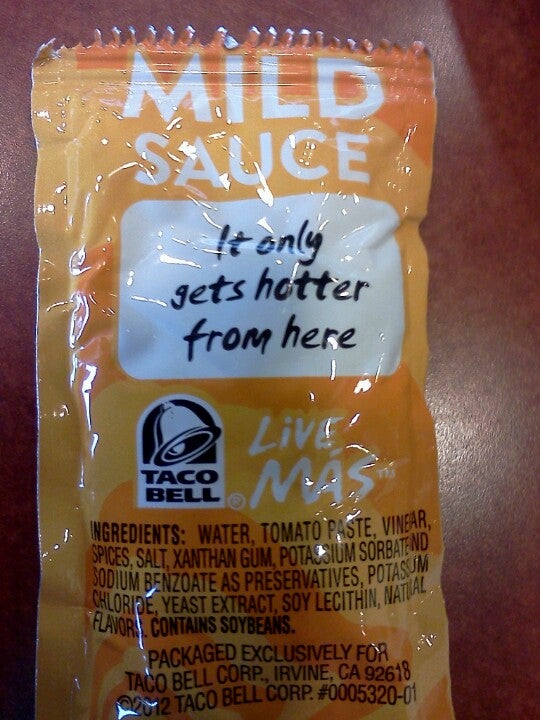 MILD
SAUCE
It only
gets hotter
from here
TACO
BELL®
LIVE
MÁS™
INGREDIENTS: WATER, TOMATO PASTE, VINEGAR,
SPICES, SALT, XANTHAN GUM, POTASSIUM SORBATE AND
SODIUM BENZOATE AS PRESERVATIVES, POTASSIUM
CHLORIDE, YEAST EXTRACT, SOY LECITHIN, NATURAL
FLAVORS. CONTAINS SOYBEANS.
PACKAGED EXCLUSIVELY FOR
TACO BELL CORP., IRVINE, CA 92618
©2012 TACO BELL CORP. #0005320-01